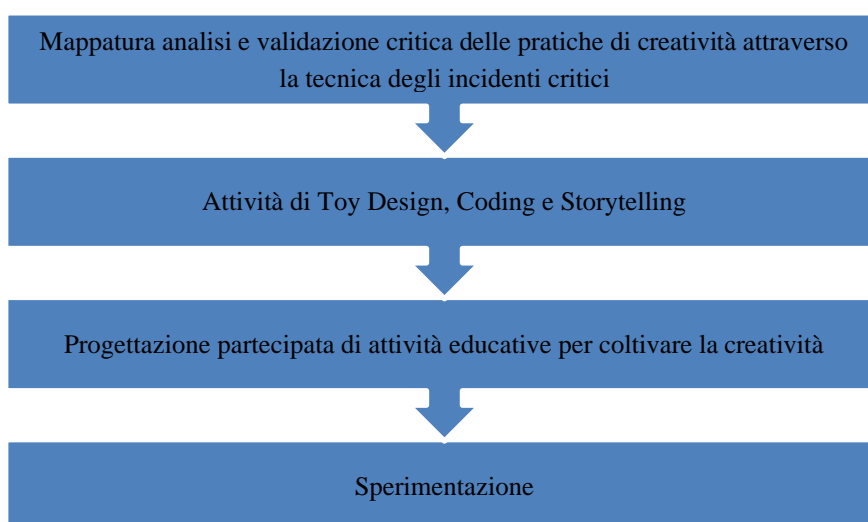 Mappatura analisi e validazione critica delle pratiche di creatività attraverso
la tecnica degli incidenti critici
Attività di Toy Design, Coding e Storytelling
Progettazione partecipata di attività educative per coltivare la creatività
Sperimentazione